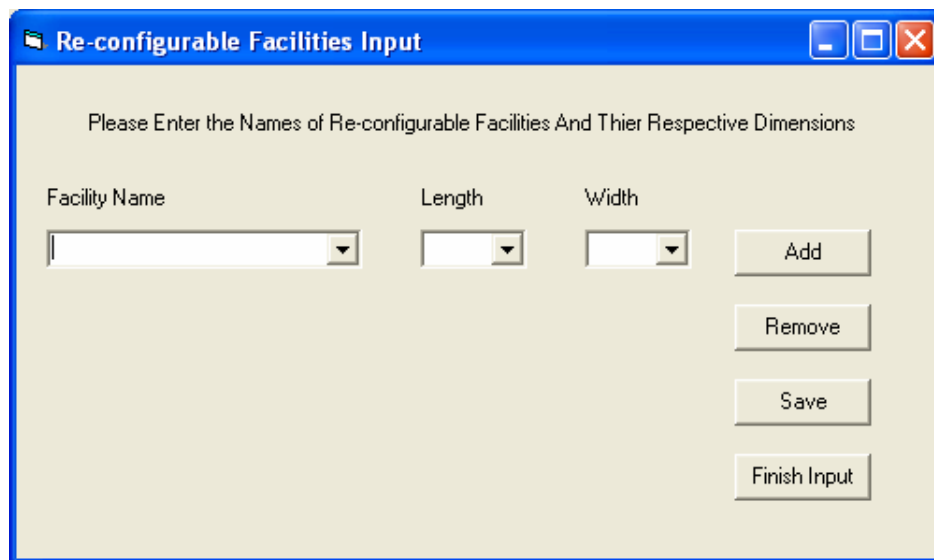 Re-configurable Facilities Input
Please Enter the Names of Re-configurable Facilities And Thier Respective Dimensions
Facility Name Length Width
Add
Remove
Save
Finish Input